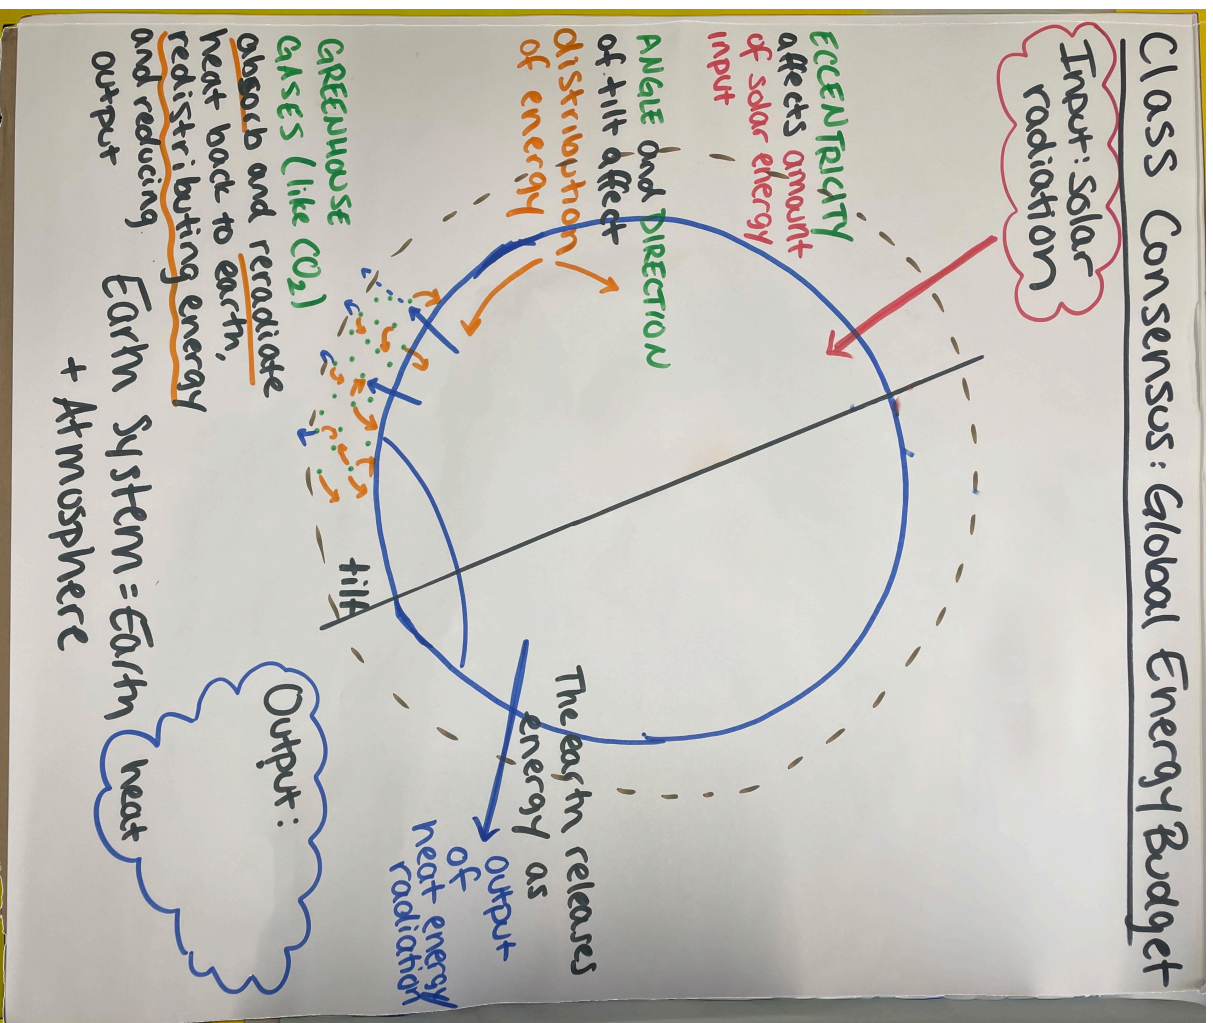 Class Consensus: Global Energy Budget
Input: Solar
radiation
ECCENTRICITY
affects amount
of solar energy
input
ANGLE and DIRECTION
of tilt affect
distribution
of energy
GREENHOUSE
GASES (like CO₂)
absorb and reradiate
heat back to earth,
redistributing energy
and reducing
output
tilt
The earth releases
energy as
output
of
heat energy
radiation
Output:
heat
Earth System = Earth
+ Atmosphere